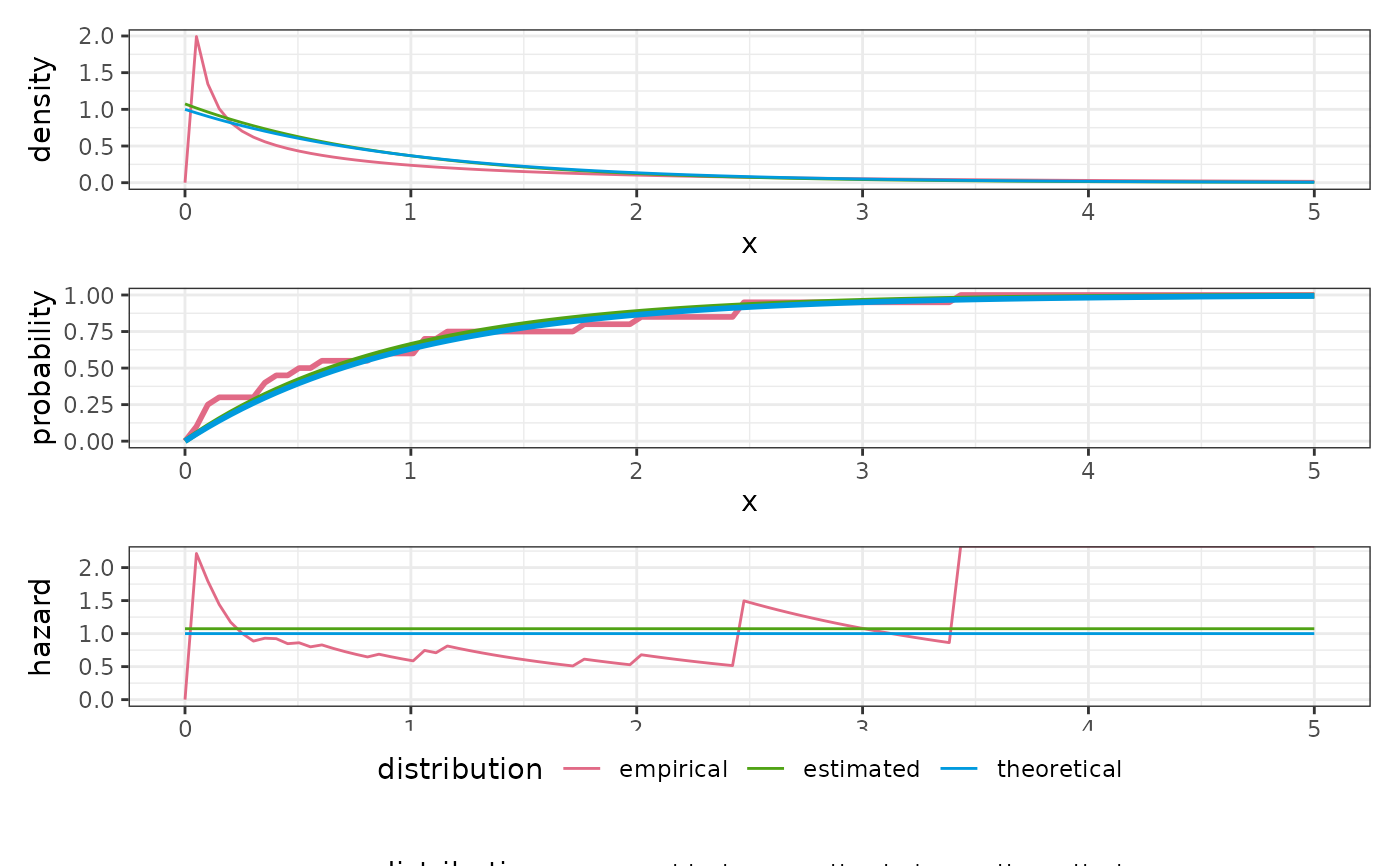 density
2.0
1.5
1.0
0.5
0.0
0 1 2 3 4 5
x
probability
1.00
0.75
0.50
0.25
0.00
0 1 2 3 4 5
x
hazard
2.0
1.5
1.0
0.5
0.0
0 1 2 3 4 5
distribution empirical estimated theoretical